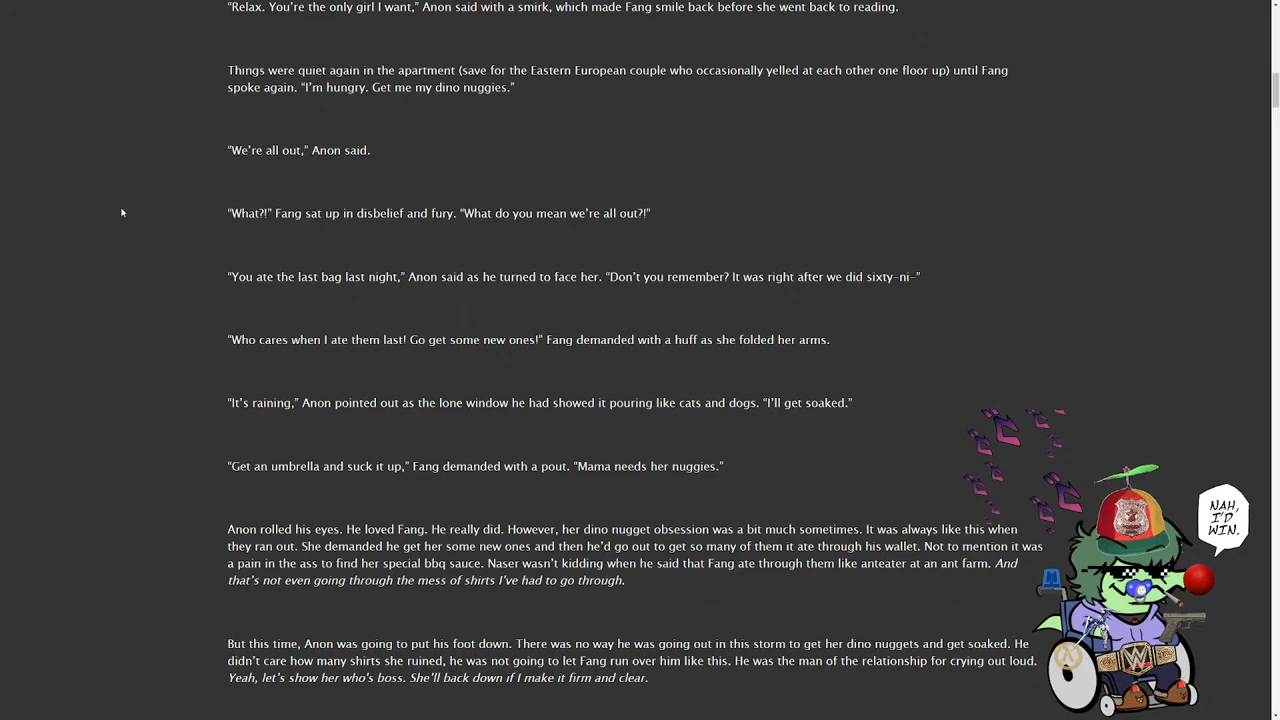 “Relax. You’re the only girl I want,” Anon said with a smirk, which made Fang smile back before she went back to reading.
Things were quiet again in the apartment (save for the Eastern European couple who occasionally yelled at each other one floor up) until Fang
spoke again. “I’m hungry. Get me my dino nuggies.”
“We’re all out,” Anon said.
“What?!” Fang sat up in disbelief and fury. “What do you mean we’re all out?!”
“You ate the last bag last night,” Anon said as he turned to face her. “Don’t you remember? It was right after we did sixty-ni-”
“Who cares when I ate them last! Go get some new ones!” Fang demanded with a huff as she folded her arms.
“It’s raining,” Anon pointed out as the lone window he had showed it pouring like cats and dogs. “I’ll get soaked.”
“Get an umbrella and suck it up,” Fang demanded with a pout. “Mama needs her nuggies.”
Anon rolled his eyes. He loved Fang. He really did. However, her dino nugget obsession was a bit much sometimes. It was always like this when
they ran out. She demanded he get her some new ones and then he’d go out to get so many of them it ate through his wallet. Not to mention it was
a pain in the ass to find her special bbq sauce. Naser wasn’t kidding when he said that Fang ate through them like anteater at an ant farm. And
that’s not even going through the mess of shirts I’ve had to go through.
But this time, Anon was going to put his foot down. There was no way he was going out in this storm to get her dino nuggets and get soaked. He
didn’t care how many shirts she ruined, he was not going to let Fang run over him like this. He was the man of the relationship for crying out loud.
Yeah, let’s show her who’s boss. She’ll back down if I make it firm and clear.
NAH,
I’D
WIN.
W